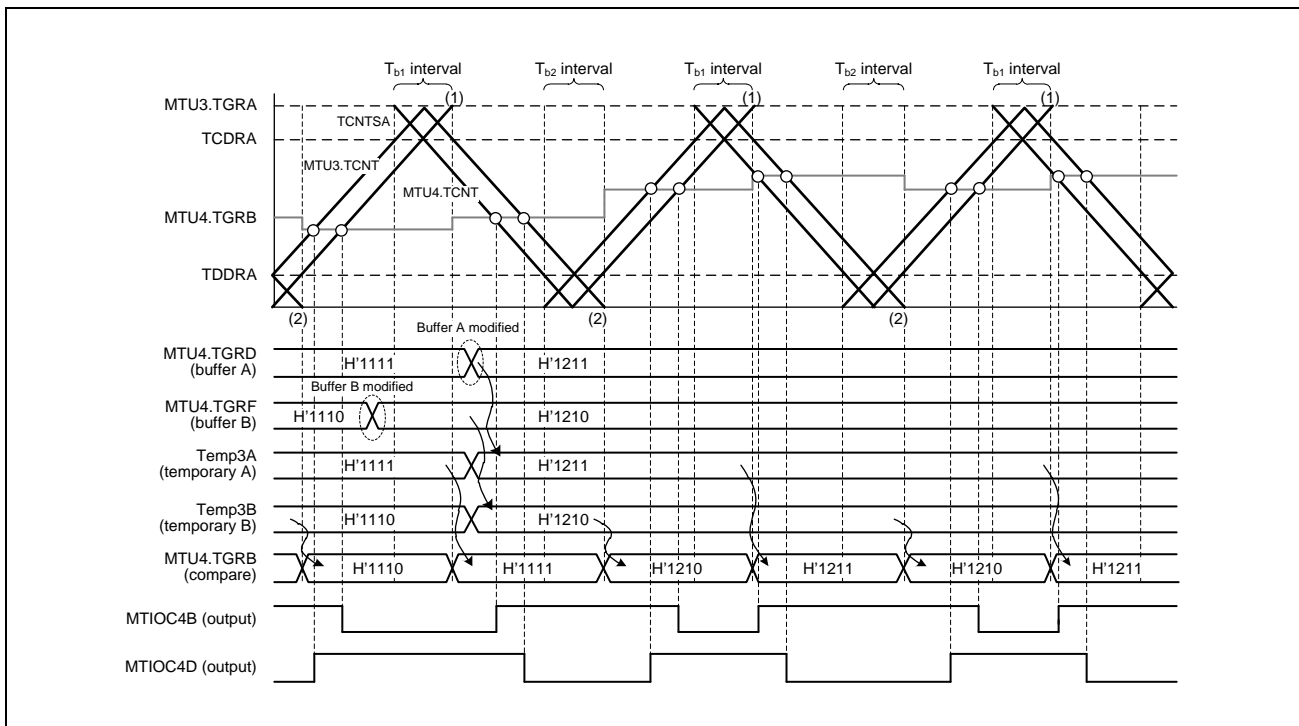 Tb1 interval
Tb2 interval
Tb1 interval
Tb2 interval
Tb1 interval
MTU3.TGRA
(1)
(1)
(1)
TCNTSA
TCDRA
MTU3.TCNT
MTU4.TCNT
MTU4.TGRB
TDDRA
(2)
(2)
(2)
Buffer A modified
MTU4.TGRD
(buffer A)
H'1111
H'1211
Buffer B modified
MTU4.TGRF
(buffer B)
H'1110
H'1210
Temp3A
(temporary A)
H'1111
H'1211
Temp3B
(temporary B)
H'1110
H'1210
MTU4.TGRB
(compare)
H'1110
H'1111
H'1210
H'1211
H'1210
H'1211
MTIOC4B (output)
MTIOC4D (output)